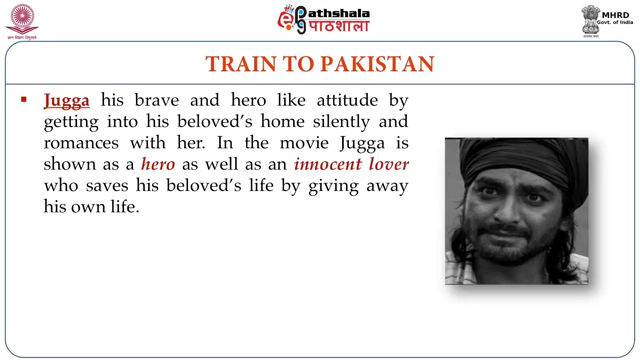 Pathshala
पाठशाला
MHRD
Govt. of India
TRAIN TO PAKISTAN
Jugga his brave and hero like attitude by
getting into his beloved's home silently and
romances with her. In the movie Jugga is
shown as a hero as well as an innocent lover
who saves his beloved's life by giving away
his own life.